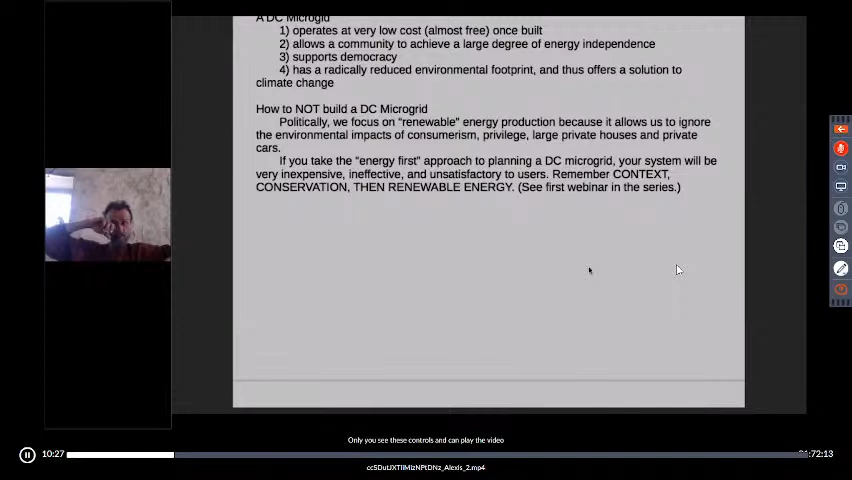 A DC Microgid
1) operates at very low cost (almost free) once built
2) allows a community to achieve a large degree of energy independence
3) supports democracy
4) has a radically reduced environmental footprint, and thus offers a solution to
climate change
How to NOT build a DC Microgrid
Politically, we focus on “renewable” energy production because it allows us to ignore
the environmental impacts of consumerism, privilege, large private houses and private
cars.
If you take the “energy first” approach to planning a DC microgrid, your system will be
very inexpensive, ineffective, and unsatisfactory to users. Remember CONTEXT,
CONSERVATION, THEN RENEWABLE ENERGY. (See first webinar in the series.)
Only you see these controls and can play the video
10:27
:72:13